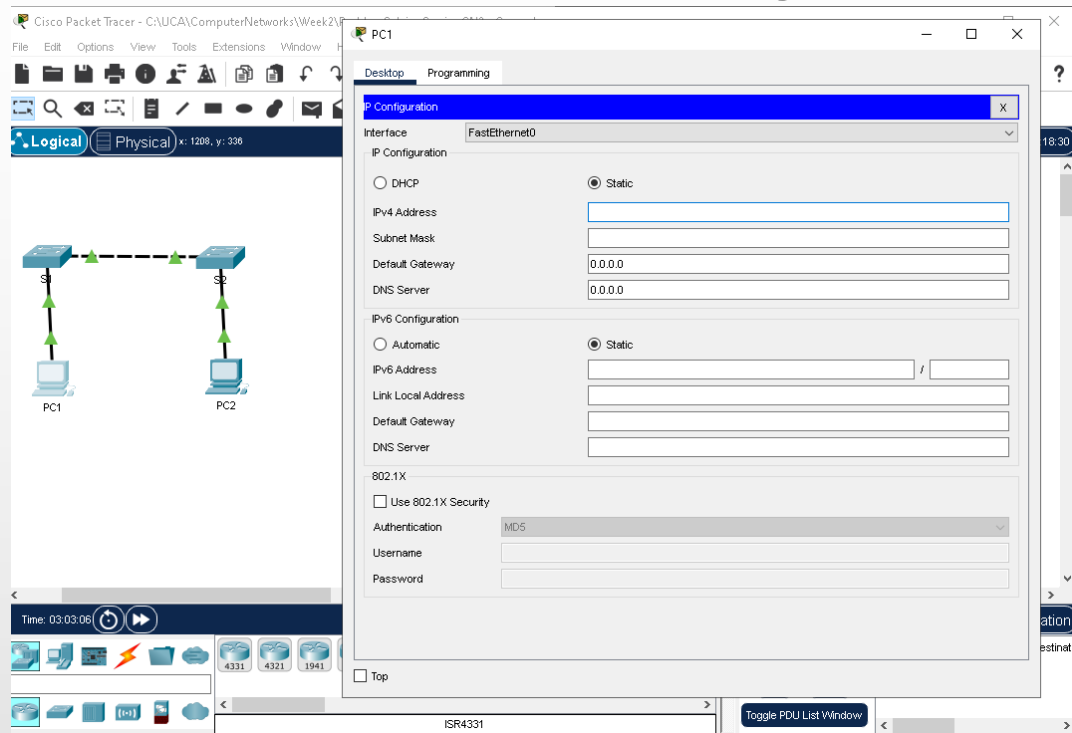 Cisco Packet Tracer - C:\UCA\ComputerNetworks\Week2\
PC1
File Edit Options View Tools Extensions Window H
Desktop Programming
?
IP Configuration
X
Interface FastEthernet0
Logical Physical x: 1208, y: 336
:18:30
IP Configuration
DHCP Static
IPv4 Address
Subnet Mask
Default Gateway 0.0.0.0
DNS Server 0.0.0.0
S1 S2
IPv6 Configuration
Automatic Static
IPv6 Address /
Link Local Address
Default Gateway
DNS Server
PC1 PC2
802.1X
Use 802.1X Security
Authentication MD5
Username
Password
Time: 03:03:06
ation
estinat
4331 4321 1941
Top
Toggle PDU List Window
ISR4331